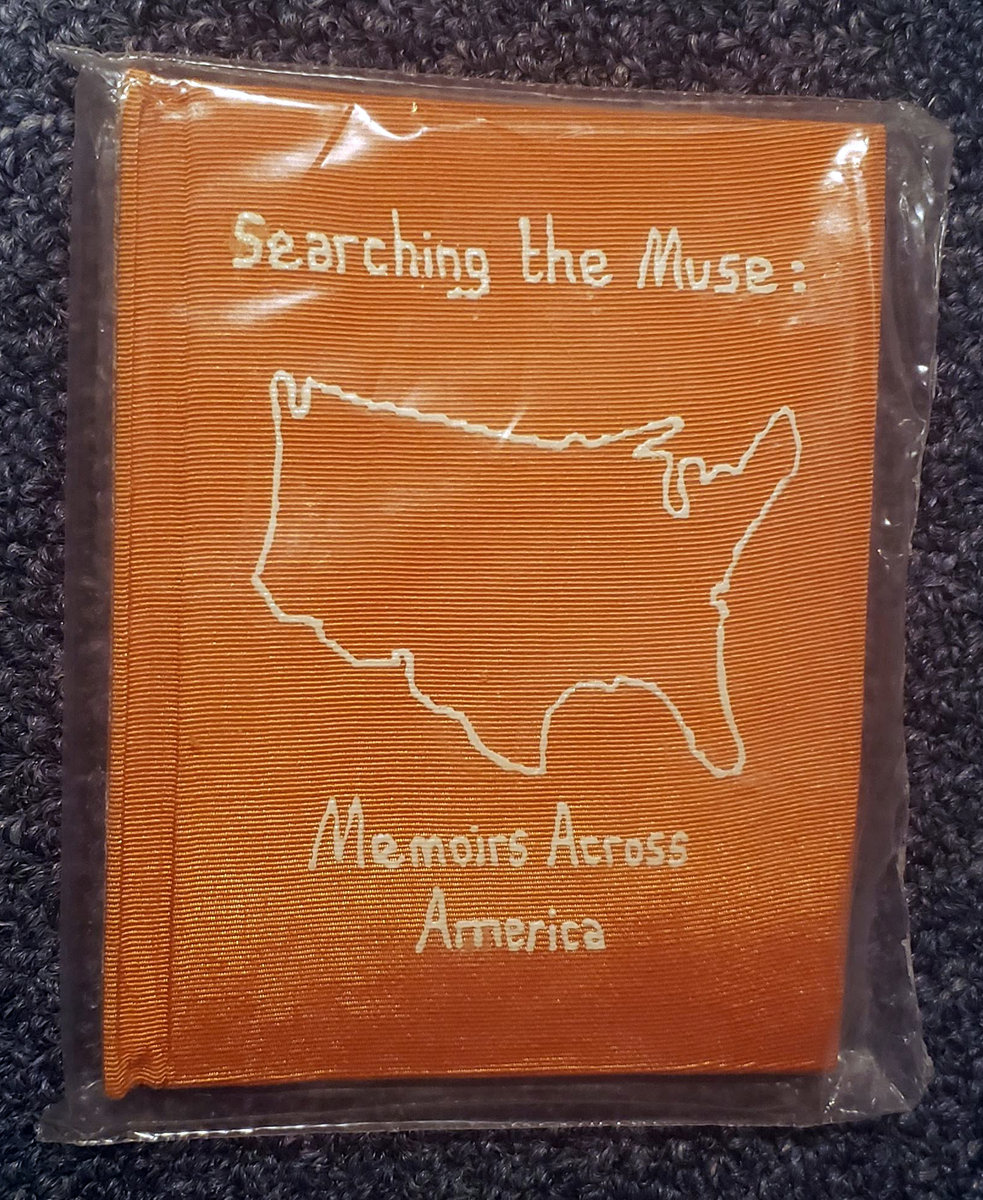 Searching the Muse:
Memoirs Across
America